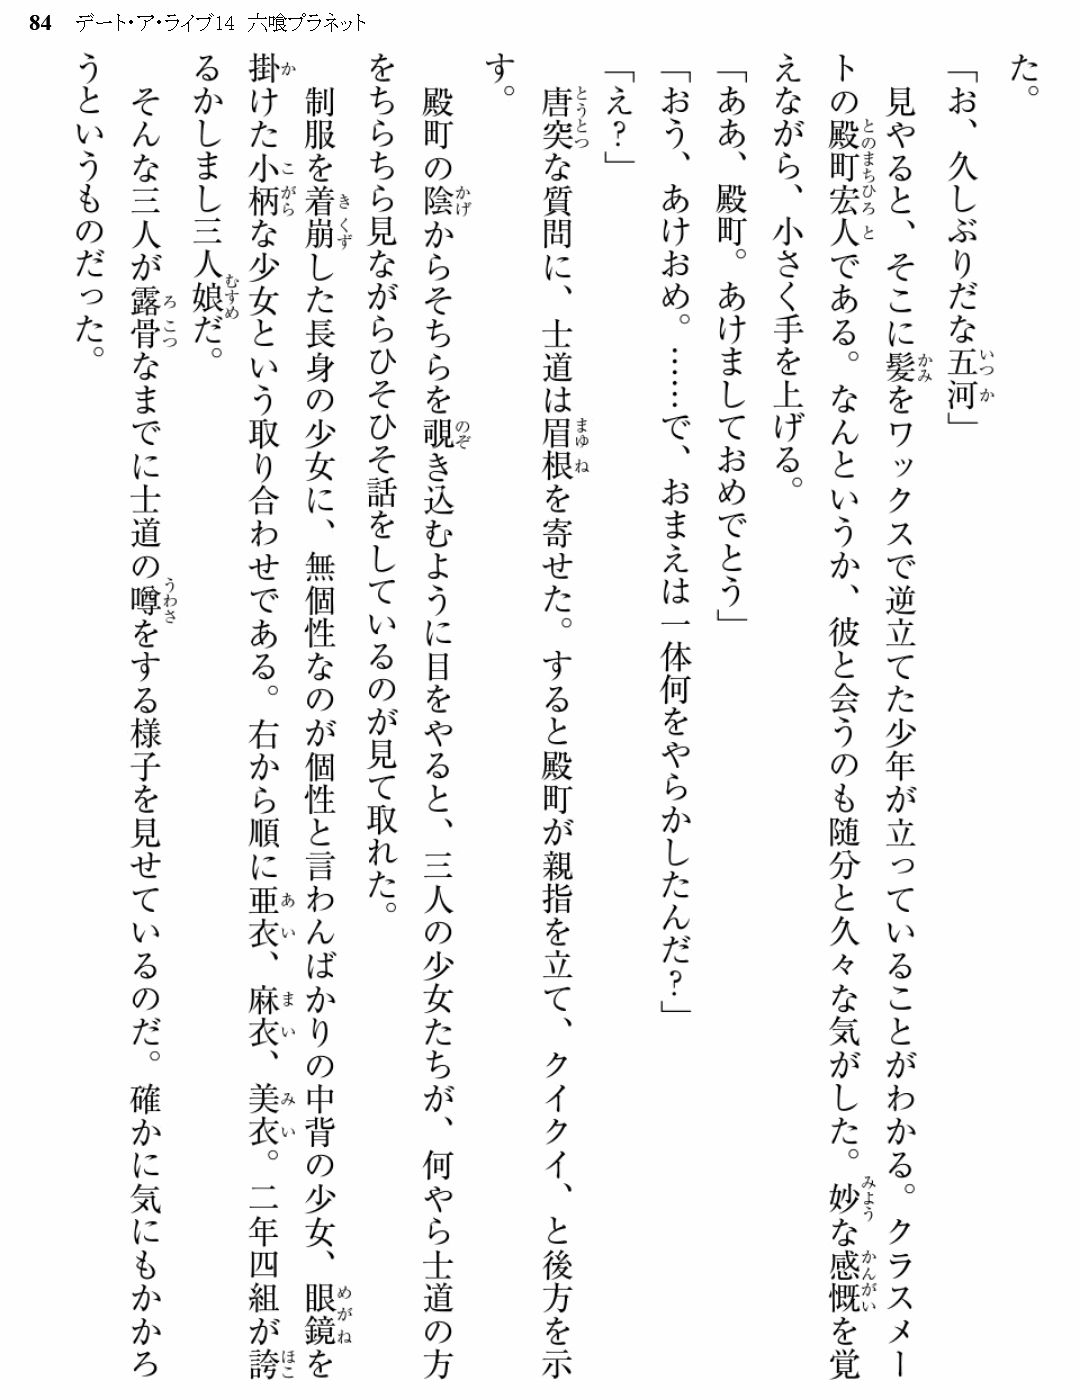 84　デート・ア・ライブ14　六喰プラネット
た。
「お、久しぶりだな五河」
　見やると、そこに髪をワックスで逆立てた少年が立っていることがわかる。クラスメー
トの殿町宏人である。なんというか、彼と会うのも随分と久々な気がした。妙な感慨を覚
えながら、小さく手を上げる。
「ああ、殿町。あけましておめでとう」
「おう、あけおめ。……で、おまえは一体何をやらかしたんだ？」
「え？」
　唐突な質問に、士道は眉根を寄せた。すると殿町が親指を立て、クイクイ、と後方を示
す。
　殿町の陰からそちらを覗き込むように目をやると、三人の少女たちが、何やら士道の方
をちらちら見ながらひそひそ話をしているのが見て取れた。
　制服を着崩した長身の少女に、無個性なのが個性と言わんばかりの中背の少女、眼鏡を
掛けた小柄な少女という取り合わせである。右から順に亜衣、麻衣、美衣。二年四組が誇
るかしまし三人娘だ。
　そんな三人が露骨なまでに士道の噂をする様子を見せているのだ。確かに気にもかかろ
うというものだった。